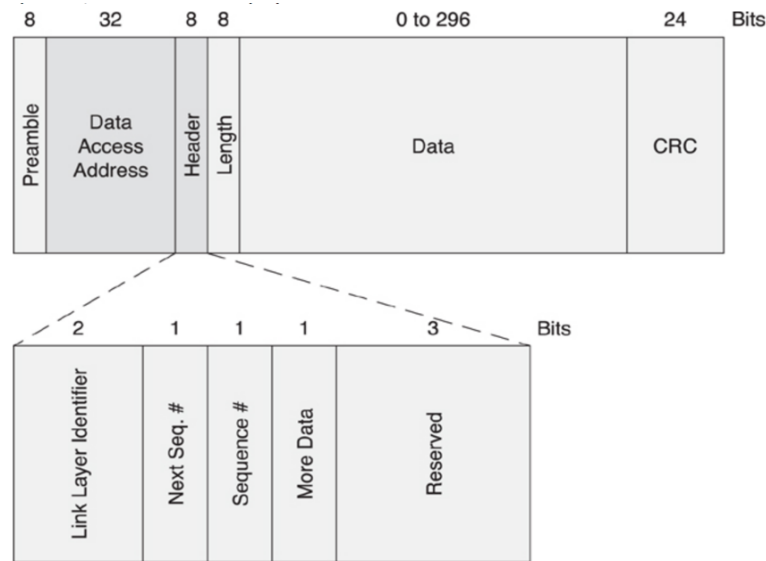 8 32 8 8 0 to 296 24 Bits
Preamble
Data
Access
Address
Header
Length
Data
CRC
2 1 1 1 3 Bits
Link Layer Identifier
Next Seq. #
Sequence #
More Data
Reserved